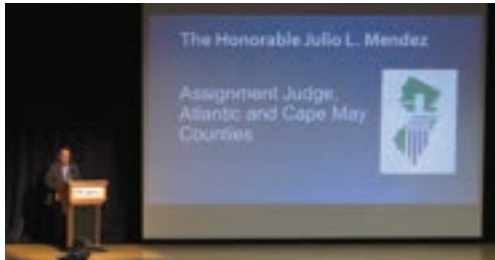 The Honorable Julio L. Mendez
Assignment Judge,
Atlantic and Cape May
Counties